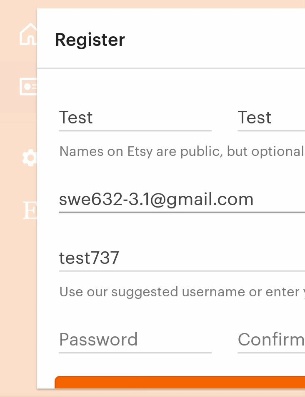 Register
Test Test
Names on Etsy are public, but optional
swe632-3.1@gmail.com
test737
Use our suggested username or enter
Password Confirm
E